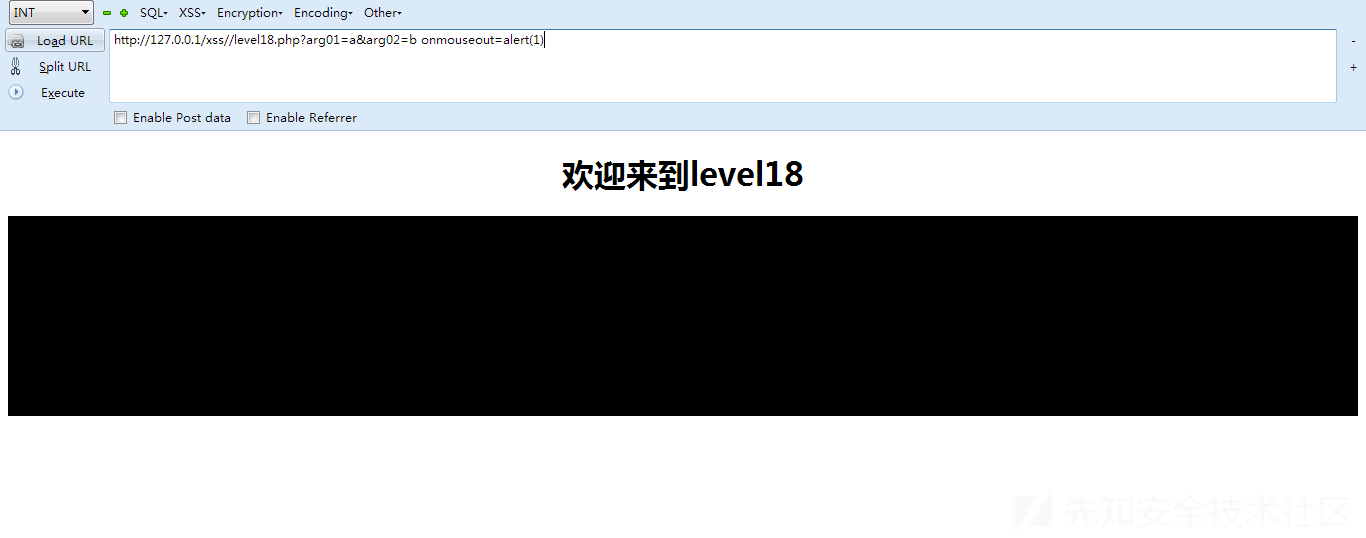 INT SQL▾ XSS▾ Encryption▾ Encoding▾ Other▾
Load URL http://127.0.0.1/xss//level18.php?arg01=a&arg02=b onmouseout=alert(1) -
Split URL +
Execute
Enable Post data Enable Referrer
欢迎来到level18
先知安全技术社区